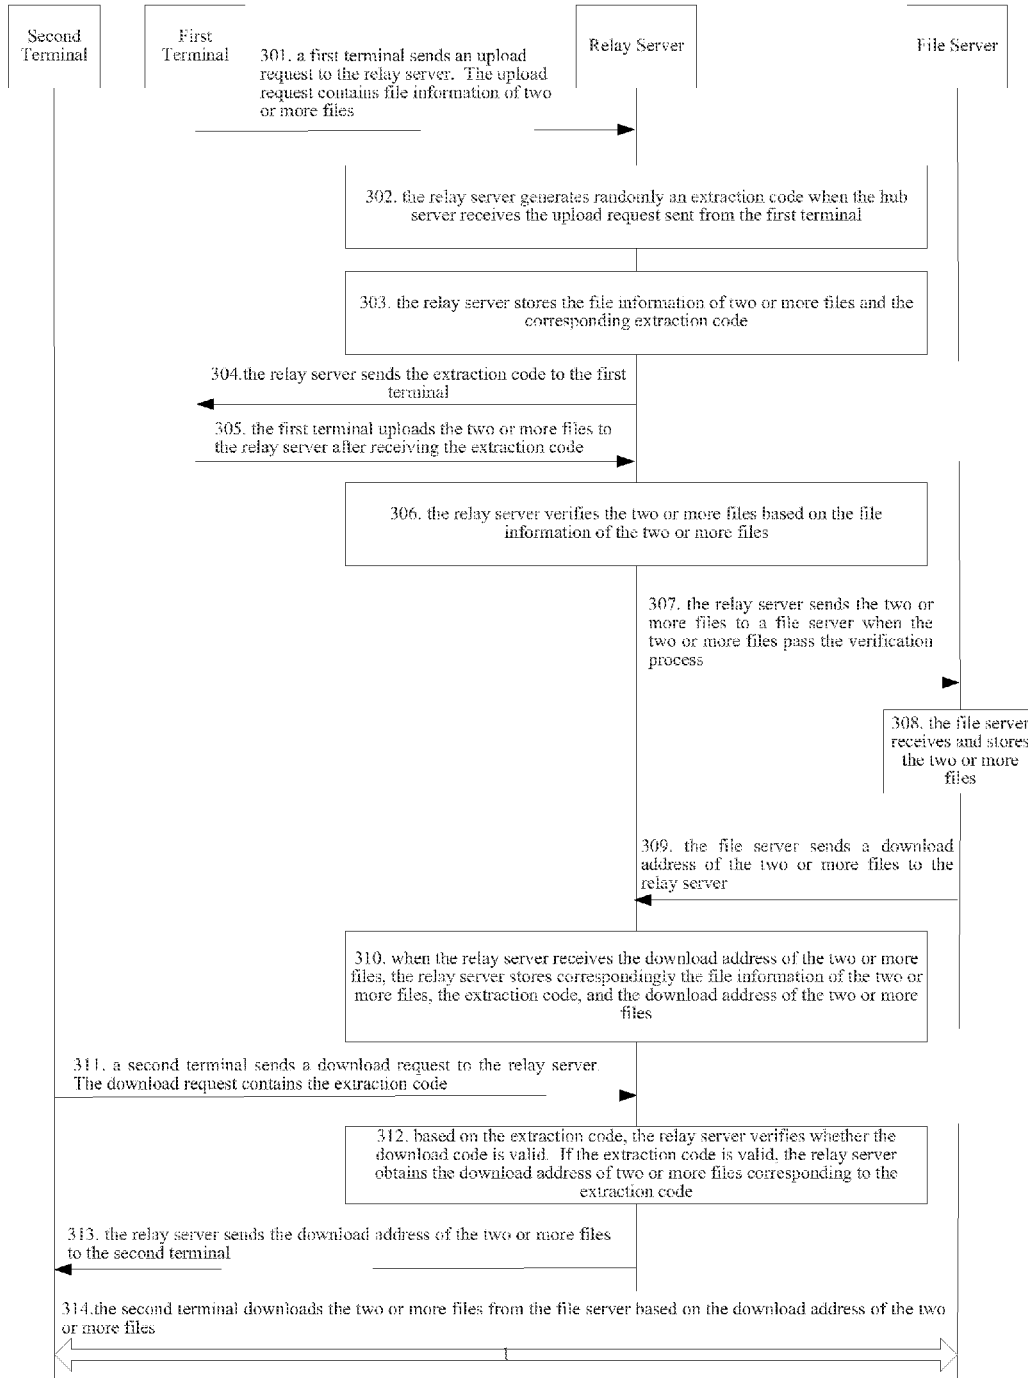 Second
Terminal
First
Terminal
Relay Server
File Server
301. a first terminal sends an upload
request to the relay server. The upload
request contains file information of two
or more files
302. the relay server generates randomly an extraction code when the hub
server receives the upload request sent from the first terminal
303. the relay server stores the file information of two or more files and the
corresponding extraction code
304.the relay server sends the extraction code to the first
terminal
305. the first terminal uploads the two or more files to
the relay server after receiving the extraction code
306. the relay server verifies the two or more files based on the file
information of the two or more files
307. the relay server sends the two or
more files to a file server when the
two or more files pass the verification
process
308. the file server
receives and stores
the two or more
files
309. the file server sends a download
address of the two or more files to the
relay server
310. when the relay server receives the download address of the two or more
files, the relay server stores correspondingly the file information of the two or
more files, the extraction code, and the download address of the two or more
files
311. a second terminal sends a download request to the relay server.
The download request contains the extraction code
312. based on the extraction code, the relay server verifies whether the
download code is valid. If the extraction code is valid, the relay server
obtains the download address of two or more files corresponding to the
extraction code
313. the relay server sends the download address of the two or more files
to the second terminal
314.the second terminal downloads the two or more files from the file server based on the download address of the two
or more files